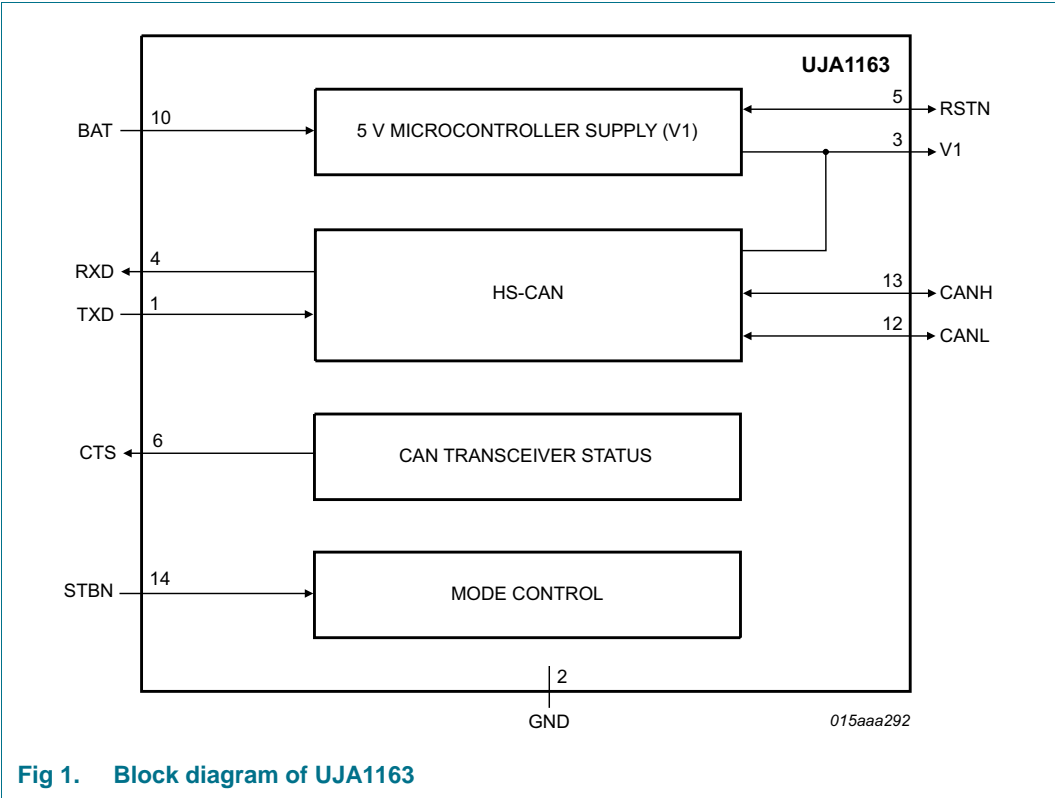 UJA1163
BAT
10
5 V MICROCONTROLLER SUPPLY (V1)
5
RSTN
3
V1
RXD
4
TXD
1
HS-CAN
13
CANH
12
CANL
CTS
6
CAN TRANSCEIVER STATUS
STBN
14
MODE CONTROL
2
GND
015aaa292
Fig 1. Block diagram of UJA1163